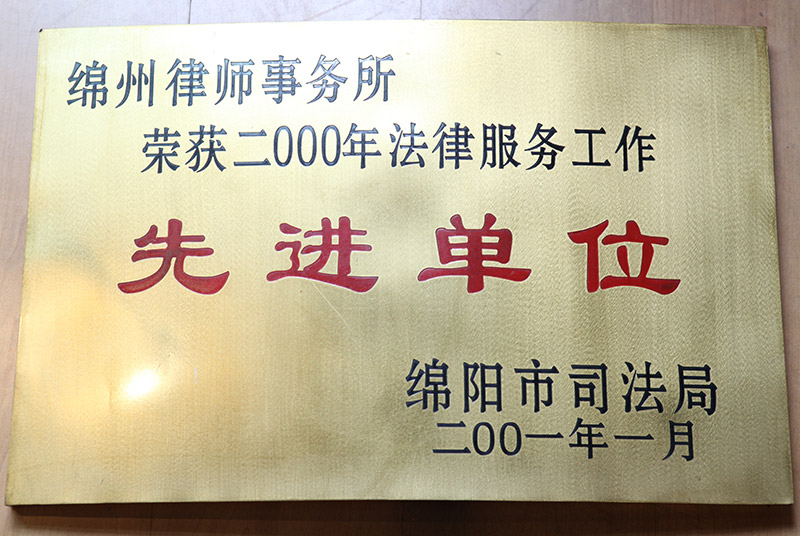 绵州律师事务所
荣获二000年法律服务工作
先进单位
绵阳市司法局
二00一年一月